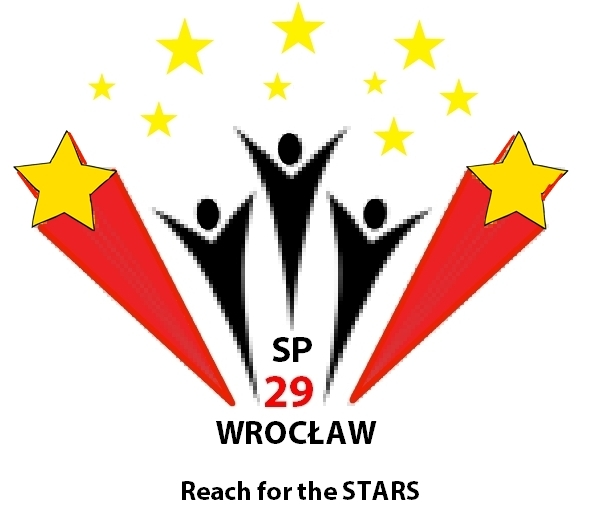 SP
29
WROCŁAW
Reach for the STARS